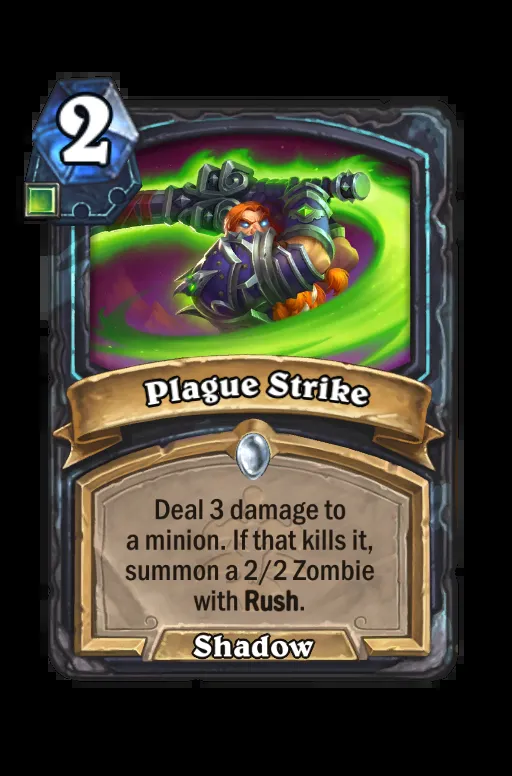 2
Plague Strike
Deal 3 damage to
a minion. If that kills it,
summon a 2/2 Zombie
with Rush.
Shadow